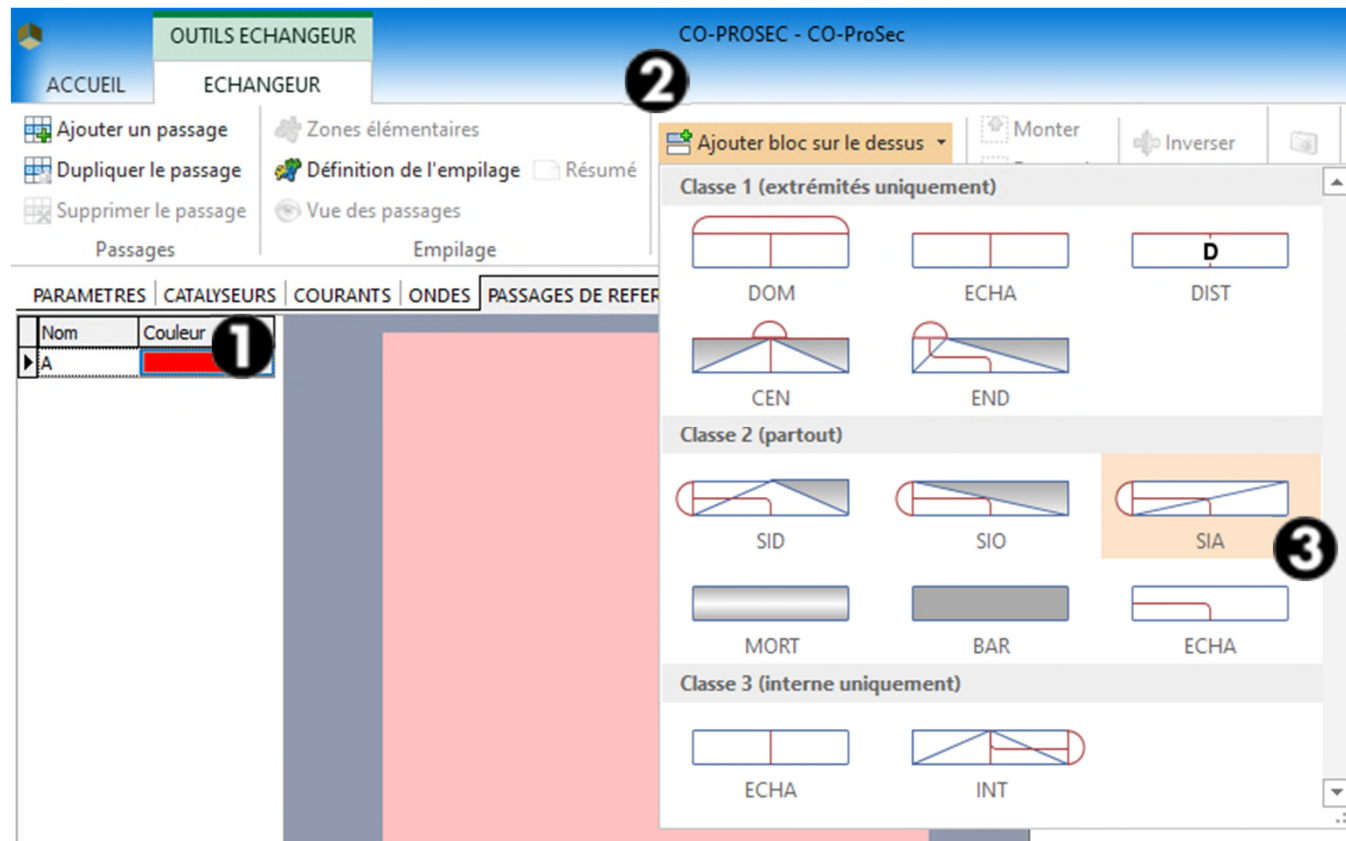 OUTILS ECHANGEUR
CO-PROSEC - CO-ProSec
ACCUEIL
ECHANGEUR
2
Ajouter un passage
Zones élémentaires
Ajouter bloc sur le dessus
Monter
Inverser
Dupliquer le passage
Définition de l'empilage
Résumé
Supprimer le passage
Vue des passages
Passages
Empilage
Classe 1 (extrémités uniquement)
D
DOM
ECHA
DIST
PARAMETRES
CATALYSEURS
COURANTS
ONDES
PASSAGES DE REFER
Nom
Couleur
1
A
CEN
END
Classe 2 (partout)
SID
SIO
SIA
3
MORT
BAR
ECHA
Classe 3 (interne uniquement)
ECHA
INT